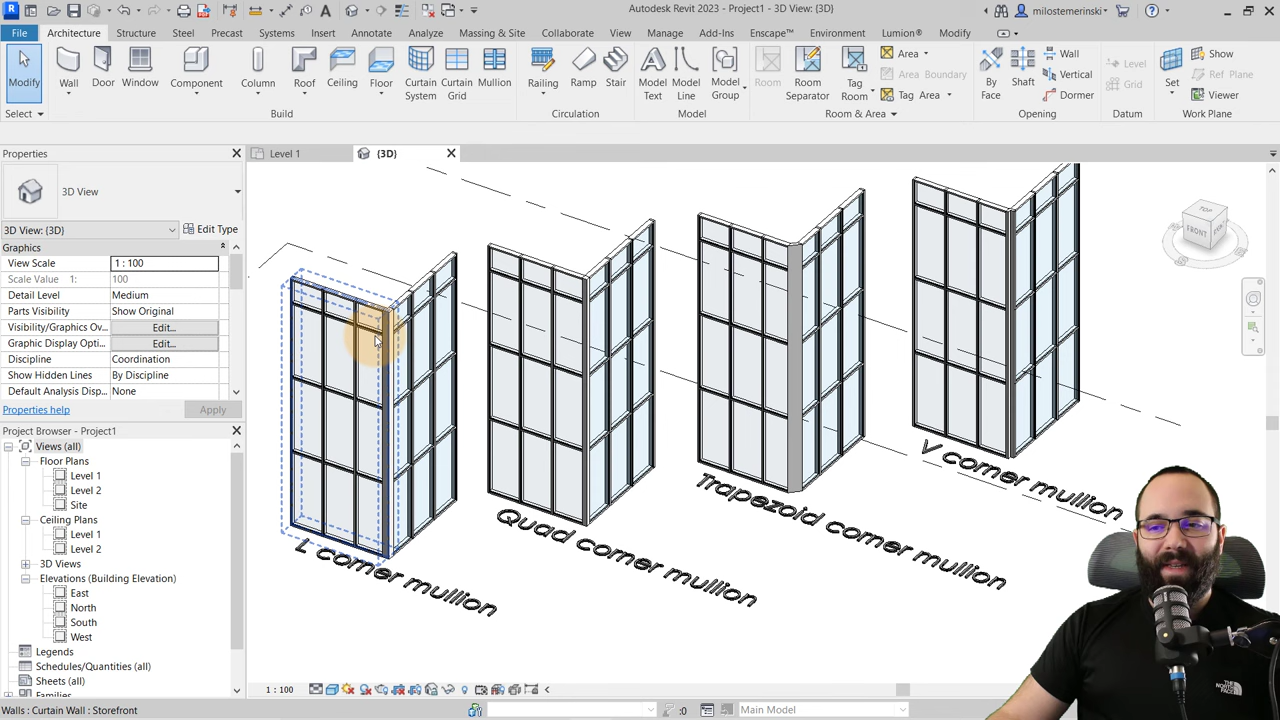 Autodesk Revit 2023 - Project1 - 3D View: {3D}
milostemerinski
File Architecture Structure Steel Precast Systems Insert Annotate Analyze Massing & Site Collaborate View Manage Add-Ins Enscape™ Environment Lumion® Modify
Modify
Wall
Door
Window
Component
Column
Roof
Ceiling
Floor
Curtain System
Curtain Grid
Mullion
Railing
Ramp
Stair
Model Text
Model Line
Model Group
Room
Room Separator
Tag Room
Area
Area Boundary
Tag Area
By Face
Shaft
Wall
Vertical
Dormer
Level
Grid
Set
Show
Ref Plane
Viewer
Select
Build
Circulation
Model
Room & Area
Opening
Datum
Work Plane
Properties
Level 1
{3D}
3D View
3D View: {3D}
Edit Type
Graphics
View Scale 1 : 100
Scale Value 1: 100
Detail Level Medium
Parts Visibility Show Original
Visibility/Graphics Ov... Edit...
Graphic Display Opti... Edit...
Discipline Coordination
Show Hidden Lines By Discipline
Default Analysis Disp... None
Properties help
Apply
Project Browser - Project1
Views (all)
Floor Plans
Level 1
Level 2
Site
Ceiling Plans
Level 1
Level 2
3D Views
Elevations (Building Elevation)
East
North
South
West
Legends
Schedules/Quantities (all)
Sheets (all)
Families
TOP
FRONT
L corner mullion
Quad corner mullion
Trapezoid corner mullion
V corner mullion
THE NORTH FACE
1 : 100
Walls : Curtain Wall : Storefront
:0
Main Model